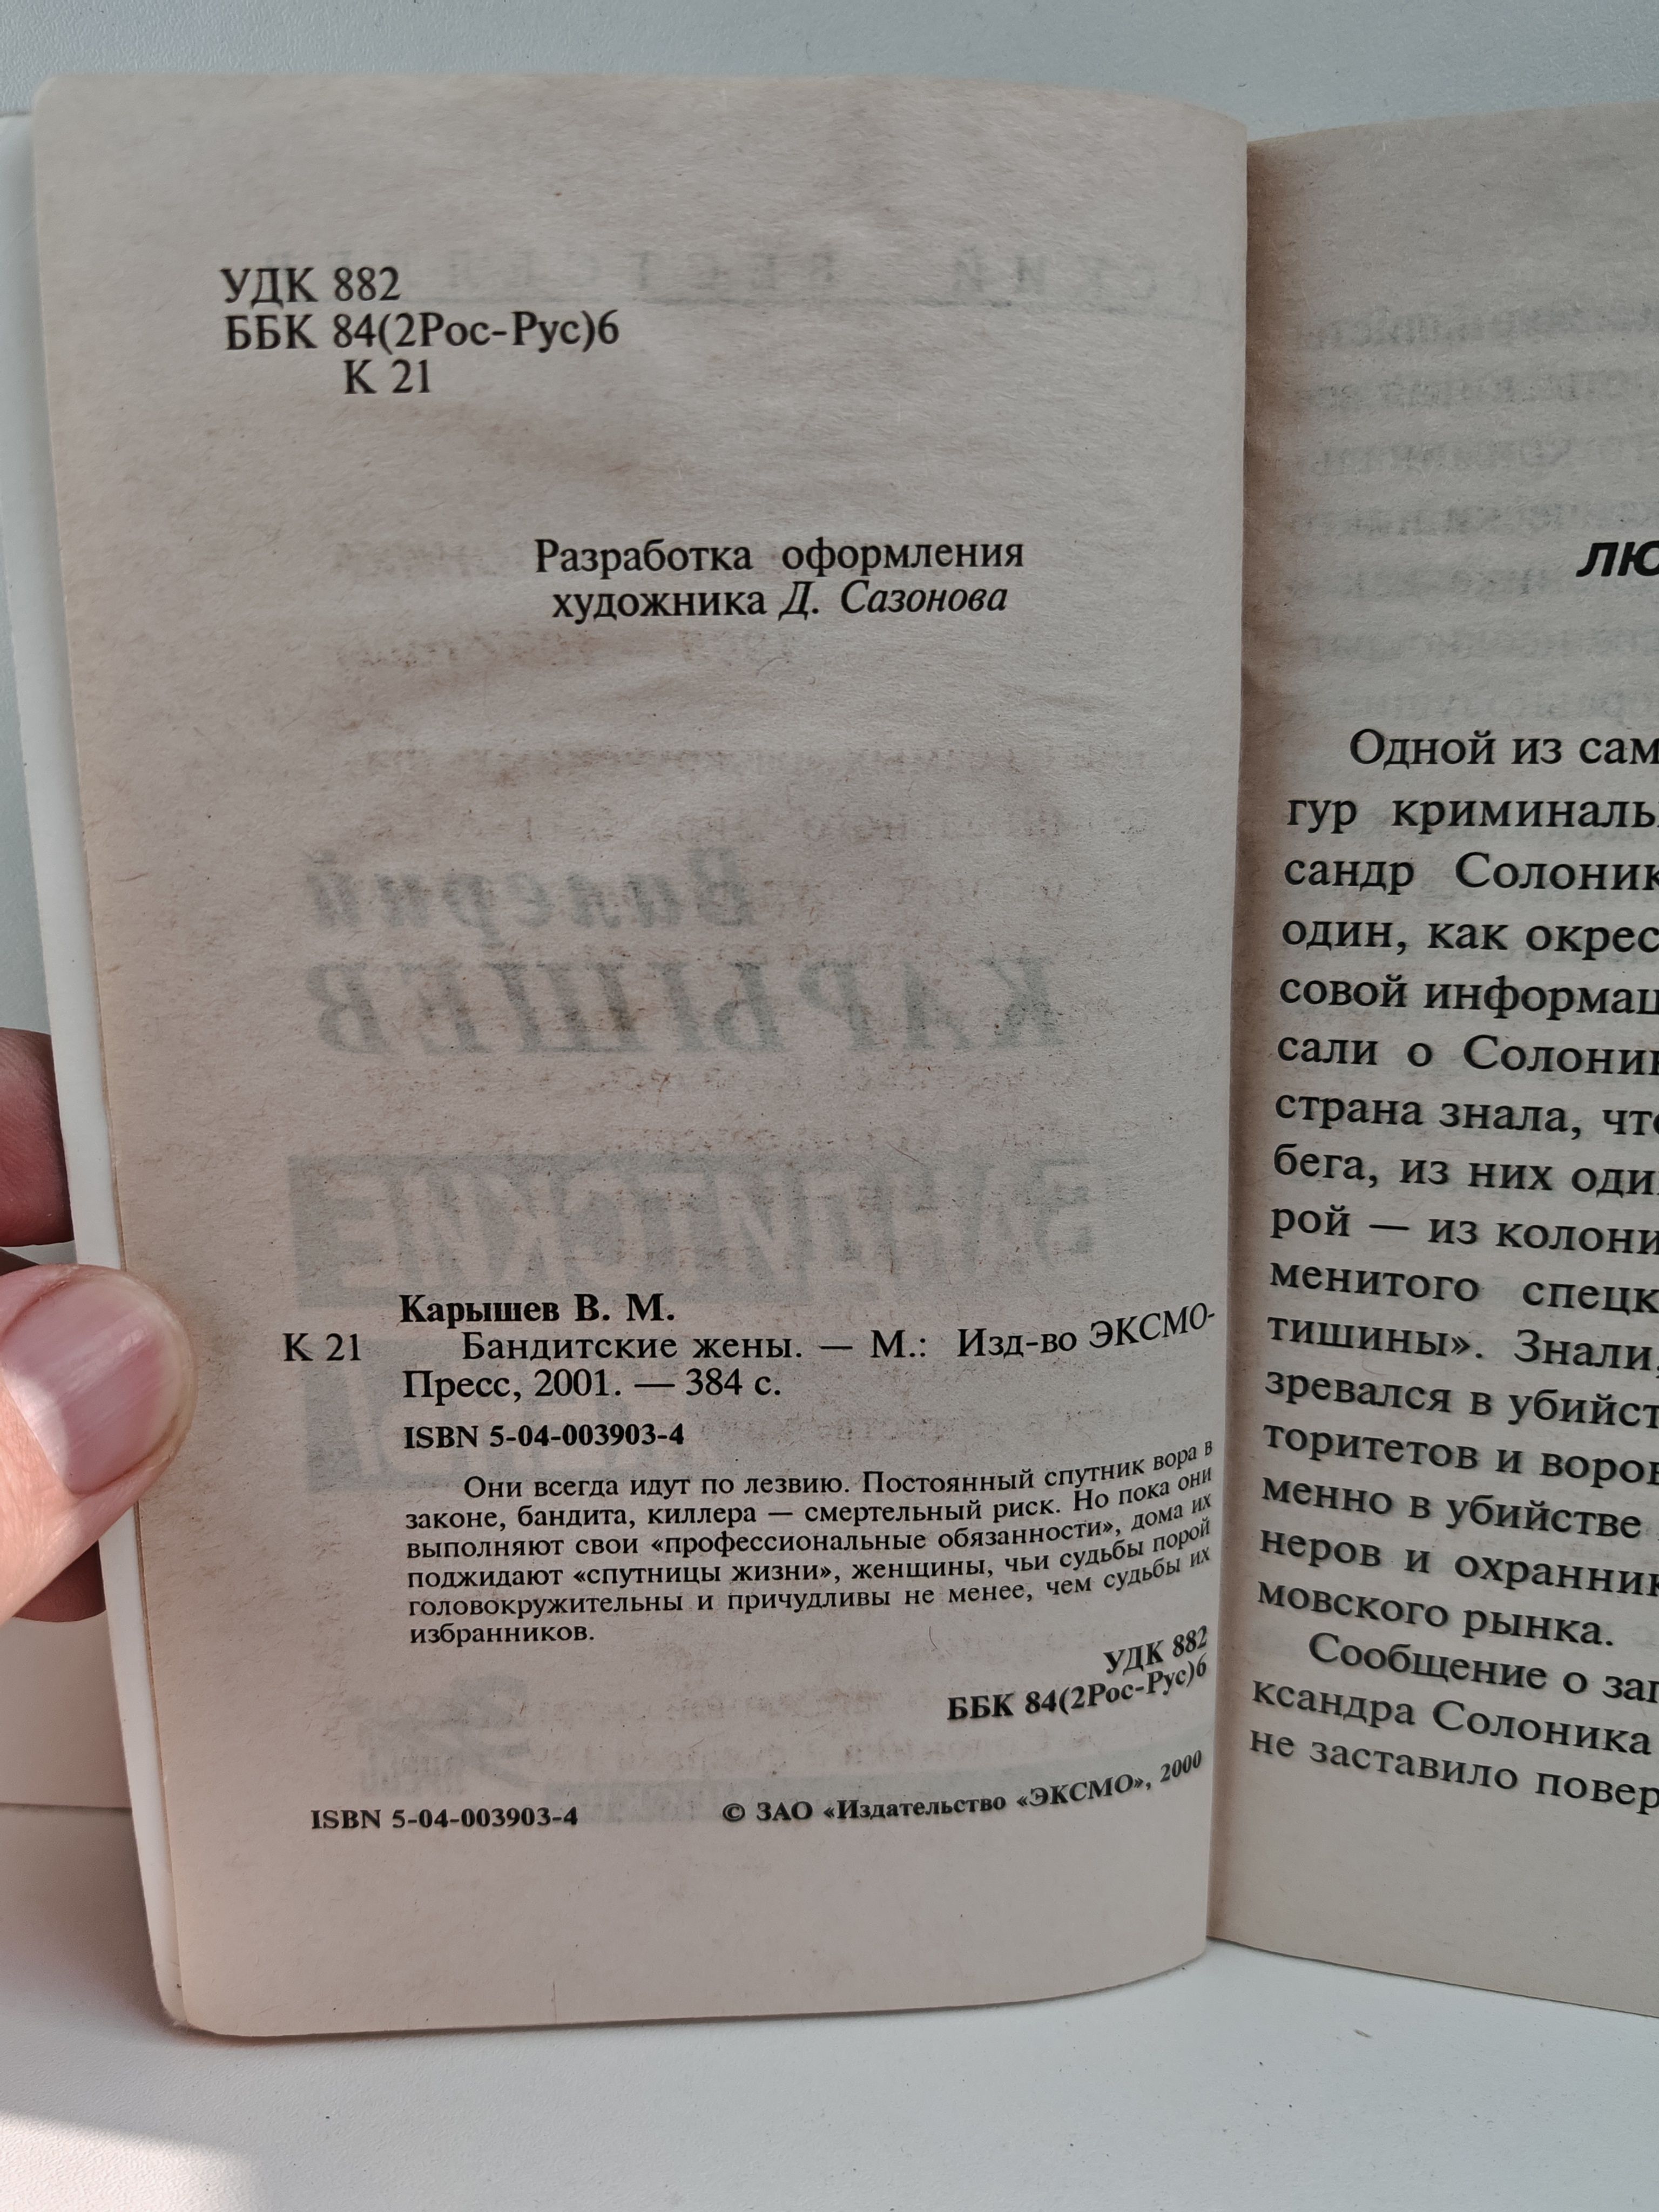 УДК 882
ББК 84(2Рос-Рус)6
К 21
Разработка оформления
художника Д. Сазонова
Карышев В. М.
К 21 Бандитские жены. — М.: Изд-во ЭКСМО-
Пресс, 2001. — 384 с.
ISBN 5-04-003903-4
Они всегда идут по лезвию. Постоянный спутник вора в
законе, бандита, киллера — смертельный риск. Но пока они
выполняют свои «профессиональные обязанности», дома их
поджидают «спутницы жизни», женщины, чьи судьбы порой
головокружительны и причудливы не менее, чем судьбы их
избранников.
УДК 882
ББК 84(2Рос-Рус)6
ISBN 5-04-003903-4 © ЗАО «Издательство «ЭКСМО», 2000
ЛЮ
Одной из сам
гур криминаль
сандр Солоник
один, как окрес
совой информац
сали о Солони
страна знала, что
бега, из них оди
рой — из колони
менитого спецк
тишины». Знали,
зревался в убийст
торитетов и воров
менно в убийстве
неров и охранник
мовского рынка.
Сообщение о заг
ксандра Солоника
не заставило повер